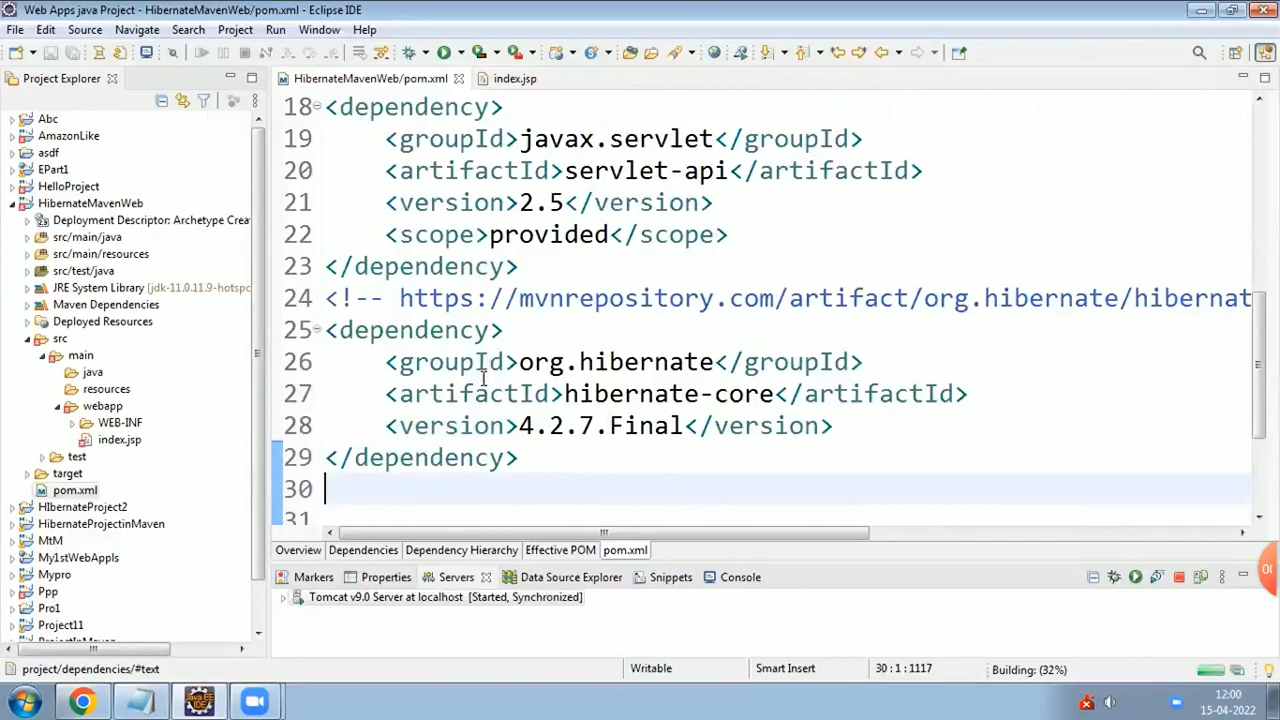 Web Apps java Project - HibernateMavenWeb/pom.xml - Eclipse IDE
File Edit Source Navigate Search Project Run Window Help
Project Explorer
HibernateMavenWeb/pom.xml
index.jsp
Abc
AmazonLike
asdf
EPart1
HelloProject
HibernateMavenWeb
Deployment Descriptor: Archetype Crea
src/main/java
src/main/resources
src/test/java
JRE System Library [jdk-11.0.11.9-hotspc
Maven Dependencies
Deployed Resources
src
main
java
resources
webapp
WEB-INF
index.jsp
test
target
pom.xml
HIbernateProject2
HibernateProjectinMaven
MtM
My1stWebAppls
Mypro
Ppp
Pro1
Project11
ProjectInMaven
18 <dependency>
19 <groupId>javax.servlet</groupId>
20 <artifactId>servlet-api</artifactId>
21 <version>2.5</version>
22 <scope>provided</scope>
23 </dependency>
24 <!-- https://mvnrepository.com/artifact/org.hibernate/hibernat
25 <dependency>
26 <groupId>org.hibernate</groupId>
27 <artifactId>hibernate-core</artifactId>
28 <version>4.2.7.Final</version>
29 </dependency>
30
31
Overview Dependencies Dependency Hierarchy Effective POM pom.xml
Markers Properties Servers Data Source Explorer Snippets Console
Tomcat v9.0 Server at localhost [Started, Synchronized]
project/dependencies/#text
Writable
Smart Insert
30 : 1 : 1117
Building: (32%)
12:00
15-04-2022